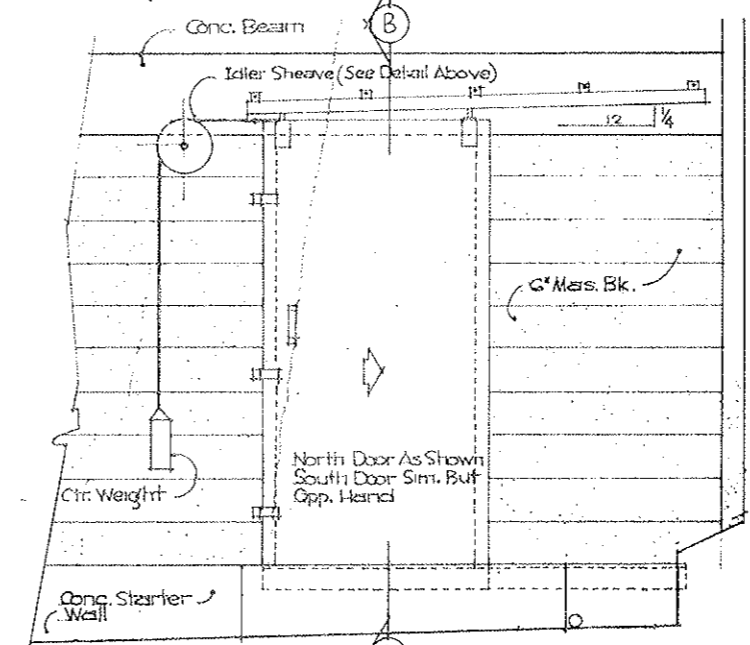 Conc. Beam
B
Idler Sheave (See Detail Above)
12
1/4
6" Mas. Bk.
North Door As Shown
South Door Sim. But
Opp. Hand
Ctr. Weight
Conc. Starter
Wall